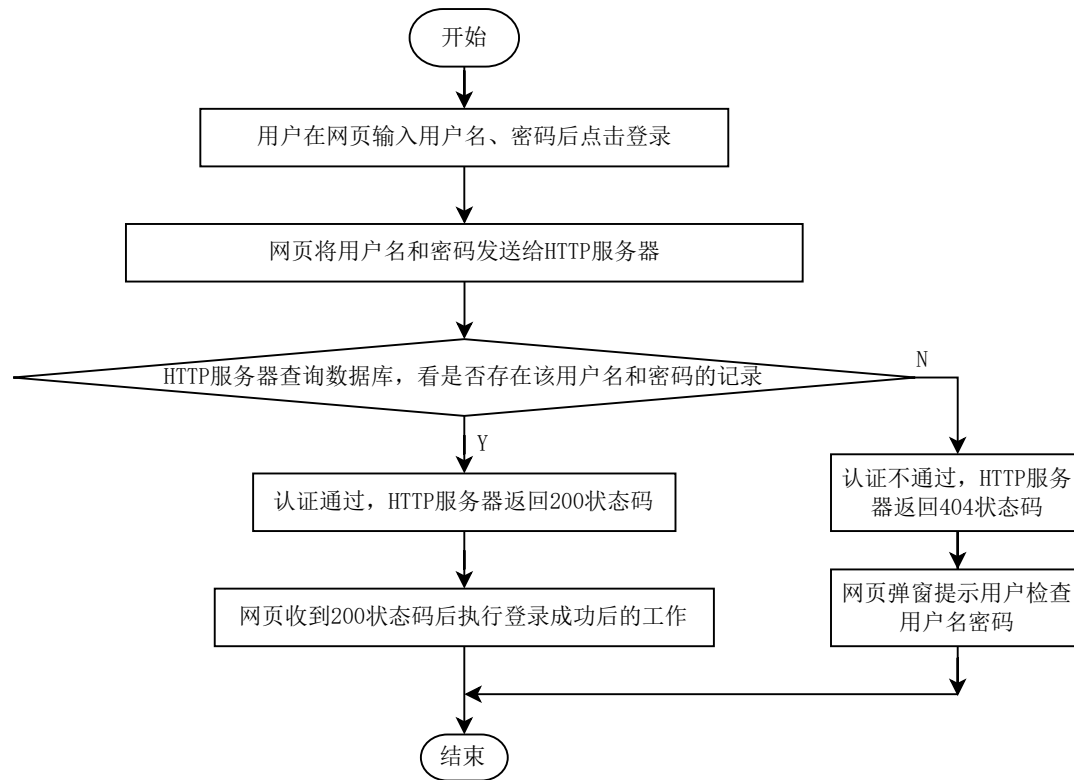 开始
用户在网页输入用户名、密码后点击登录
网页将用户名和密码发送给HTTP服务器
HTTP服务器查询数据库，看是否存在该用户名和密码的记录
N
Y
认证通过，HTTP服务器返回200状态码
认证不通过，HTTP服务
器返回404状态码
网页收到200状态码后执行登录成功后的工作
网页弹窗提示用户检查
用户名密码
结束